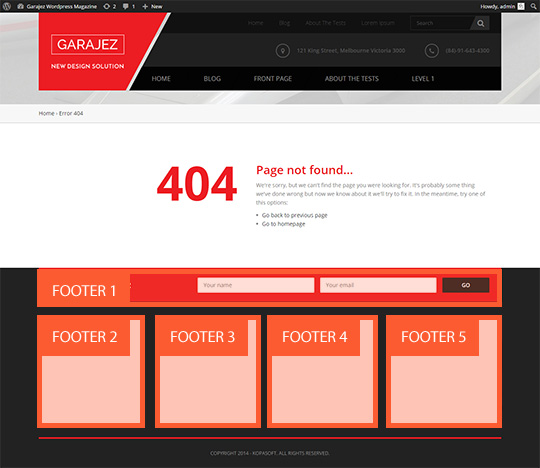 Garajez Wordpress Magazine 2 1 New Howdy, admin
Home Blog About The Tests Lorem Ipsum Search
GARAJEZ
NEW DESIGN SOLUTION
121 King Street, Melbourne Victoria 3000 (84) 91-643-4300
HOME BLOG FRONT PAGE ABOUT THE TESTS LEVEL 1
Home › Error 404
404
Page not found...
We're sorry, but we can't find the page you were looking for. It's probably some thing
we've done wrong but now we know about it we'll try to fix it. In the meantime, try one of
this options:
Go back to previous page
Go to homepage
FOOTER 1
Your name Your email GO
FOOTER 2 FOOTER 3 FOOTER 4 FOOTER 5
COPYRIGHT 2014 - KOPASOFT. ALL RIGHTS RESERVED.